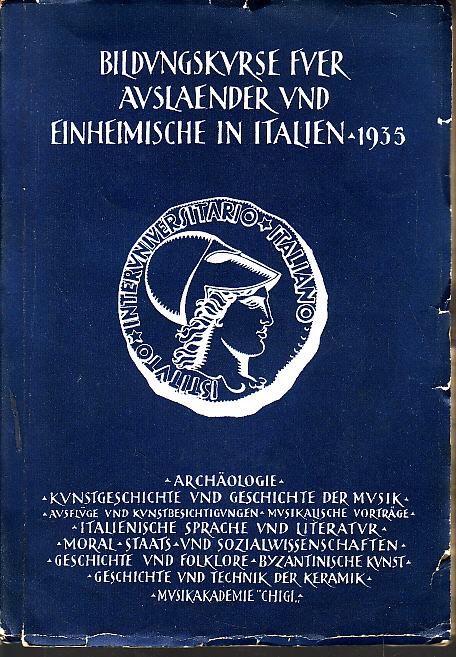 BILDVNGSKVRSE FVER
AVSLAENDER VND
EINHEIMISCHE IN ITALIEN ▴ 1935
ISTITVTO ★ INTERVNIVERSITARIO ★ ITALIANO
▴ ARCHÄOLOGIE ▴
▴ KVNSTGESCHICHTE VND GESCHICHTE DER MVSIK ▴
▴ AVSFLÜGE VND KVNSTBESICHTIGVNGEN ▴ MVSIKALISCHE VORTRÄGE ▴
▴ ITALIENISCHE SPRACHE VND LITERATVR ▴
▴ MORAL ▴ STAATS ▴ VND SOZIALWISSENSCHAFTEN ▴
▴ GESCHICHTE VND FOLKLORE ▴ BYZANTINISCHE KVNST ▴
▴ GESCHICHTE VND TECHNIK DER KERAMIK ▴
▴ MVSIKAKADEMIE "CHIGI„ ▴